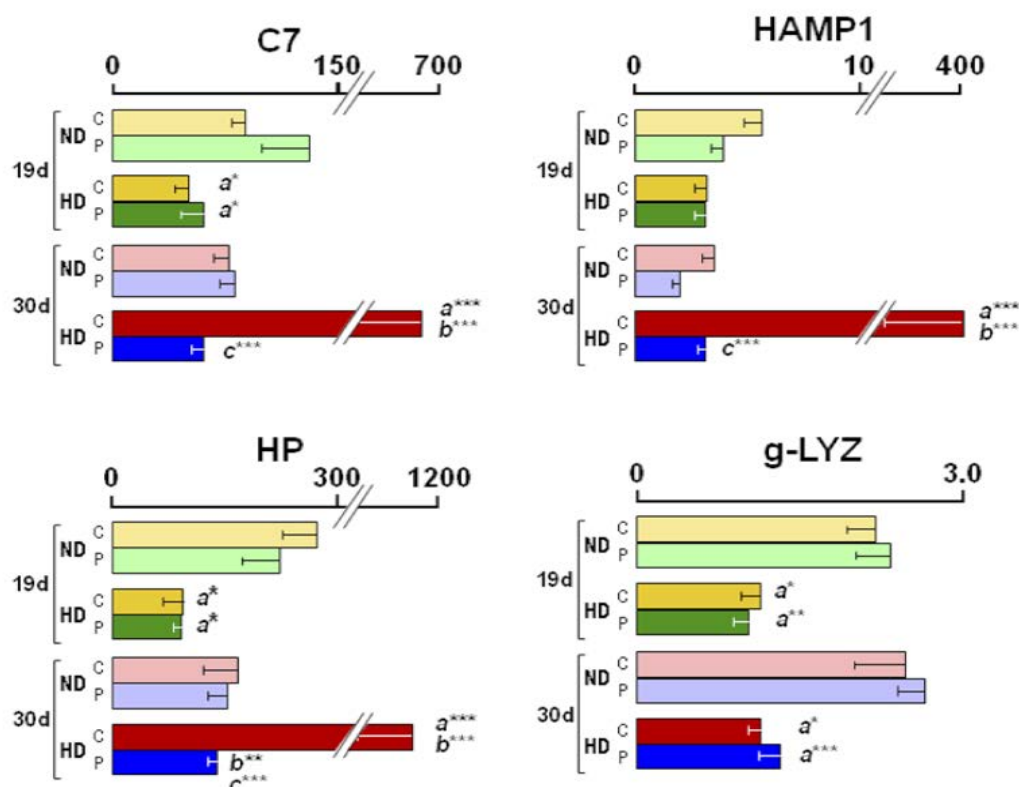 C7
0 150 700
19d
ND
C
P
HD
C a*
P a*
30d
ND
C
P
HD
C a***
b***
P c***
HAMP1
0 10 400
19d
ND
C
P
HD
C
P
30d
ND
C
P
HD
C a***
b***
P c***
HP
0 300 1200
19d
ND
C
P
HD
C a*
P a*
30d
ND
C
P
HD
C a***
b***
P b**
c***
g-LYZ
0 3.0
19d
ND
C
P
HD
C a*
P a**
30d
ND
C
P
HD
C a*
P a***